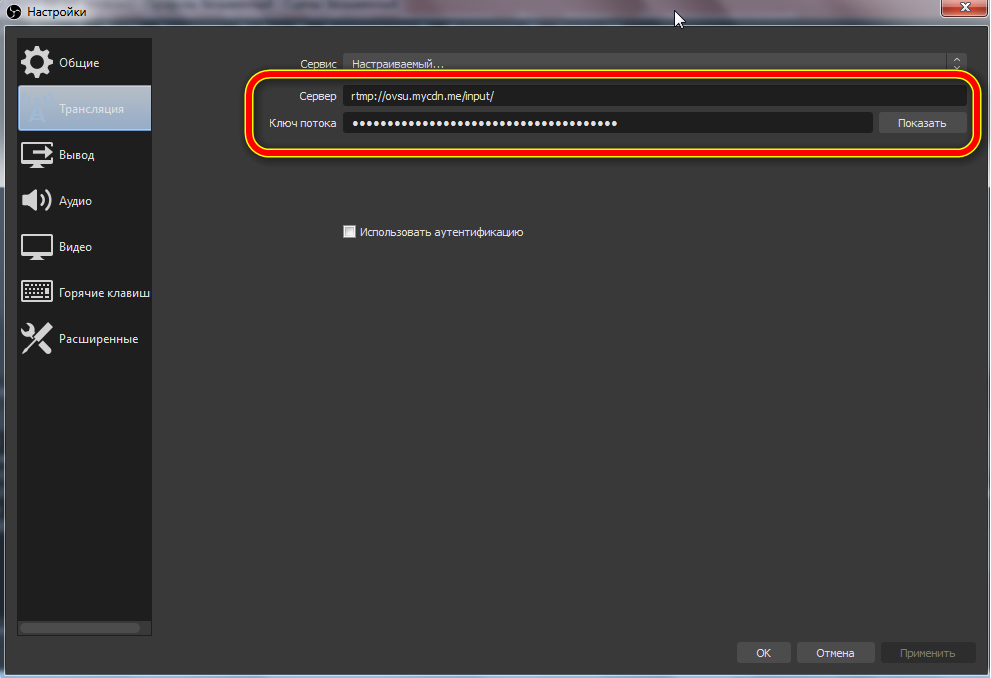 Настройки
Общие
Трансляция
Вывод
Аудио
Видео
Горячие клавиш
Расширенные
Сервис Настраиваемый...
Сервер rtmp://ovsu.mycdn.me/input/
Ключ потока ●●●●●●●●●●●●●●●●●●●●●●●●●●●●●●●●●●●●●● Показать
Использовать аутентификацию
OK Отмена Применить